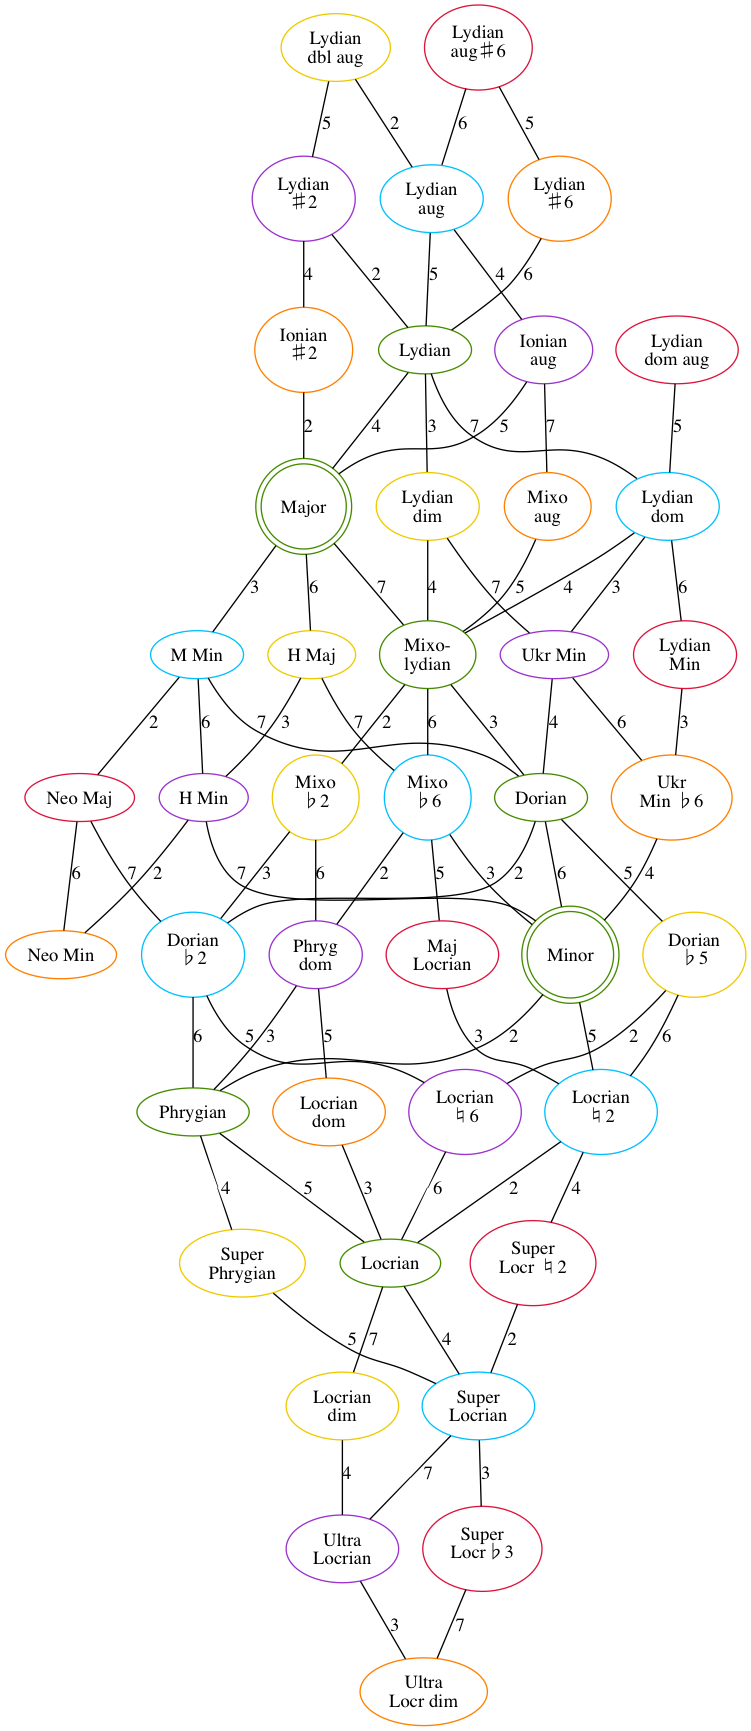 Lydian
dbl aug
Lydian
aug♯6
5
2
6
5
Lydian
♯2
Lydian
aug
Lydian
♯6
4
2
5
4
6
Ionian
♯2
Lydian
Ionian
aug
Lydian
dom aug
2
4
3
7
5
7
5
Major
Lydian
dim
Mixo
aug
Lydian
dom
3
6
7
4
7
5
4
3
6
M Min
H Maj
Mixo-
lydian
Ukr Min
Lydian
Min
2
6
7
3
7
2
6
3
4
6
3
Neo Maj
H Min
Mixo
♭2
Mixo
♭6
Dorian
Ukr
Min ♭6
6
7
2
7
3
6
2
5
3
2
6
5
4
Neo Min
Dorian
♭2
Phryg
dom
Maj
Locrian
Minor
Dorian
♭5
6
5
3
5
3
2
5
2
6
Phrygian
Locrian
dom
Locrian
♮6
Locrian
♮2
4
5
3
6
2
4
Super
Phrygian
Locrian
Super
Locr ♮2
5
7
4
2
Locrian
dim
Super
Locrian
4
7
3
Ultra
Locrian
Super
Locr♭3
3
7
Ultra
Locr dim